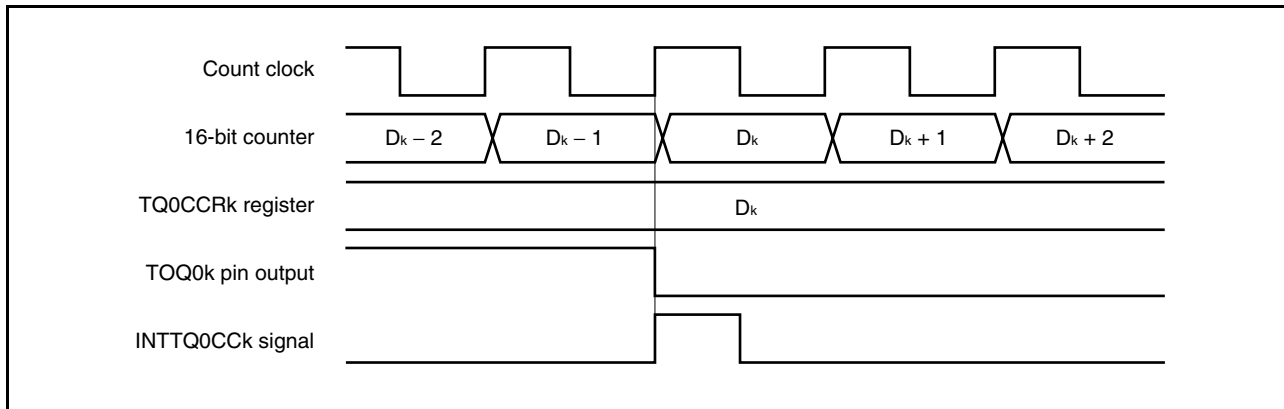 Count clock
16-bit counter
Dk − 2 Dk − 1 Dk Dk + 1 Dk + 2
TQ0CCRk register
Dk
TOQ0k pin output
INTTQ0CCk signal